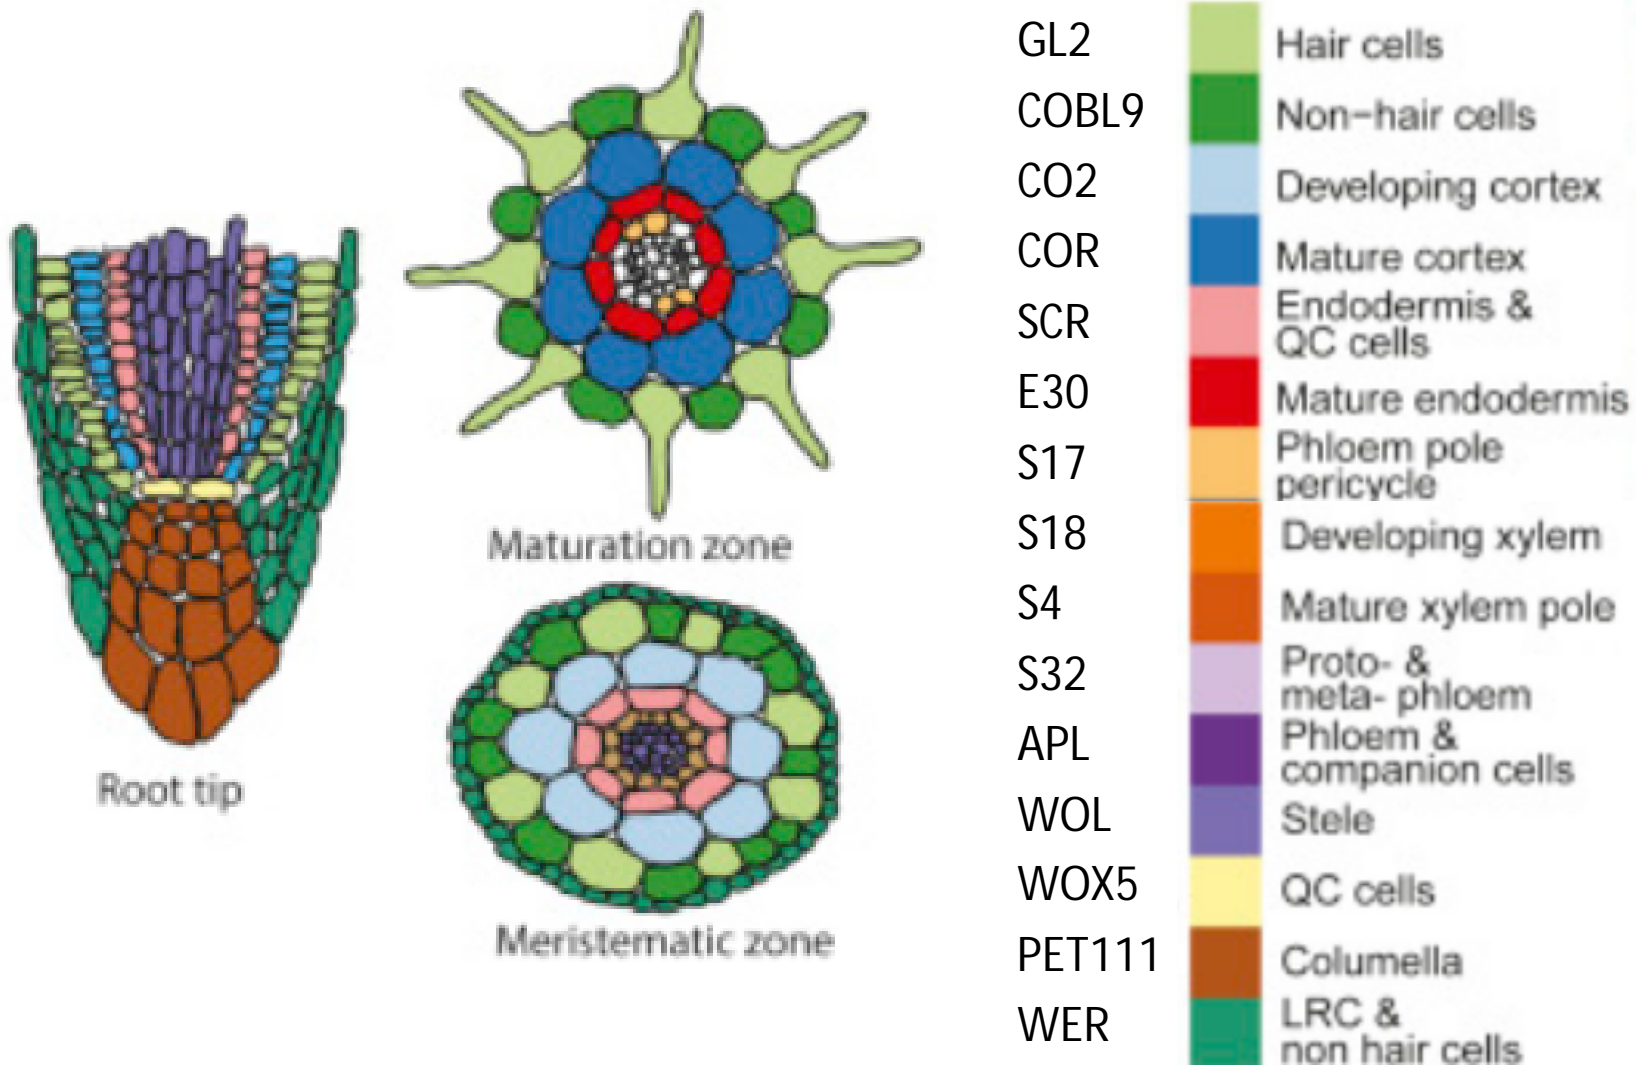 GL2
Hair cells
COBL9
Non-hair cells
CO2
Developing cortex
COR
Mature cortex
SCR
Endodermis &
QC cells
E30
Mature endodermis
S17
Phloem pole
pericycle
S18
Developing xylem
S4
Mature xylem pole
S32
Proto- &
meta- phloem
APL
Phloem &
companion cells
WOL
Stele
WOX5
QC cells
PET111
Columella
WER
LRC &
non hair cells
Maturation zone
Root tip
Meristematic zone